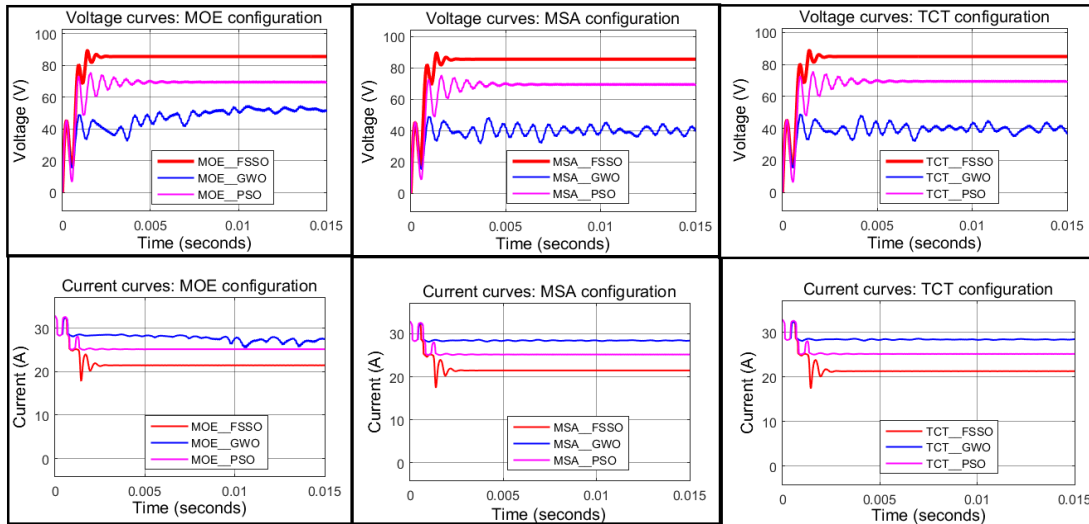 Voltage curves: MOE configuration
100
80
60
40
20
0
Voltage (V)
MOE__FSSO
MOE__GWO
MOE__PSO
0
0.005
0.01
0.015
Time (seconds)
Voltage curves: MSA configuration
100
80
60
40
20
0
Voltage (V)
MSA__FSSO
MSA__GWO
MSA__PSO
0
0.005
0.01
0.015
Time (seconds)
Voltage curves: TCT configuration
100
80
60
40
20
0
Voltage (V)
TCT__FSSO
TCT__GWO
TCT__PSO
0
0.005
0.01
0.015
Time (seconds)
Current curves: MOE configuration
30
20
10
0
Current (A)
MOE__FSSO
MOE__GWO
MOE__PSO
0
0.005
0.01
0.015
Time (seconds)
Current curves: MSA configuration
30
20
10
0
Current (A)
MSA__FSSO
MSA__GWO
MSA__PSO
0
0.005
0.01
0.015
Time (seconds)
Current curves: TCT configuration
30
20
10
0
Current (A)
TCT__FSSO
TCT__GWO
TCT__PSO
0
0.005
0.01
0.015
Time (seconds)